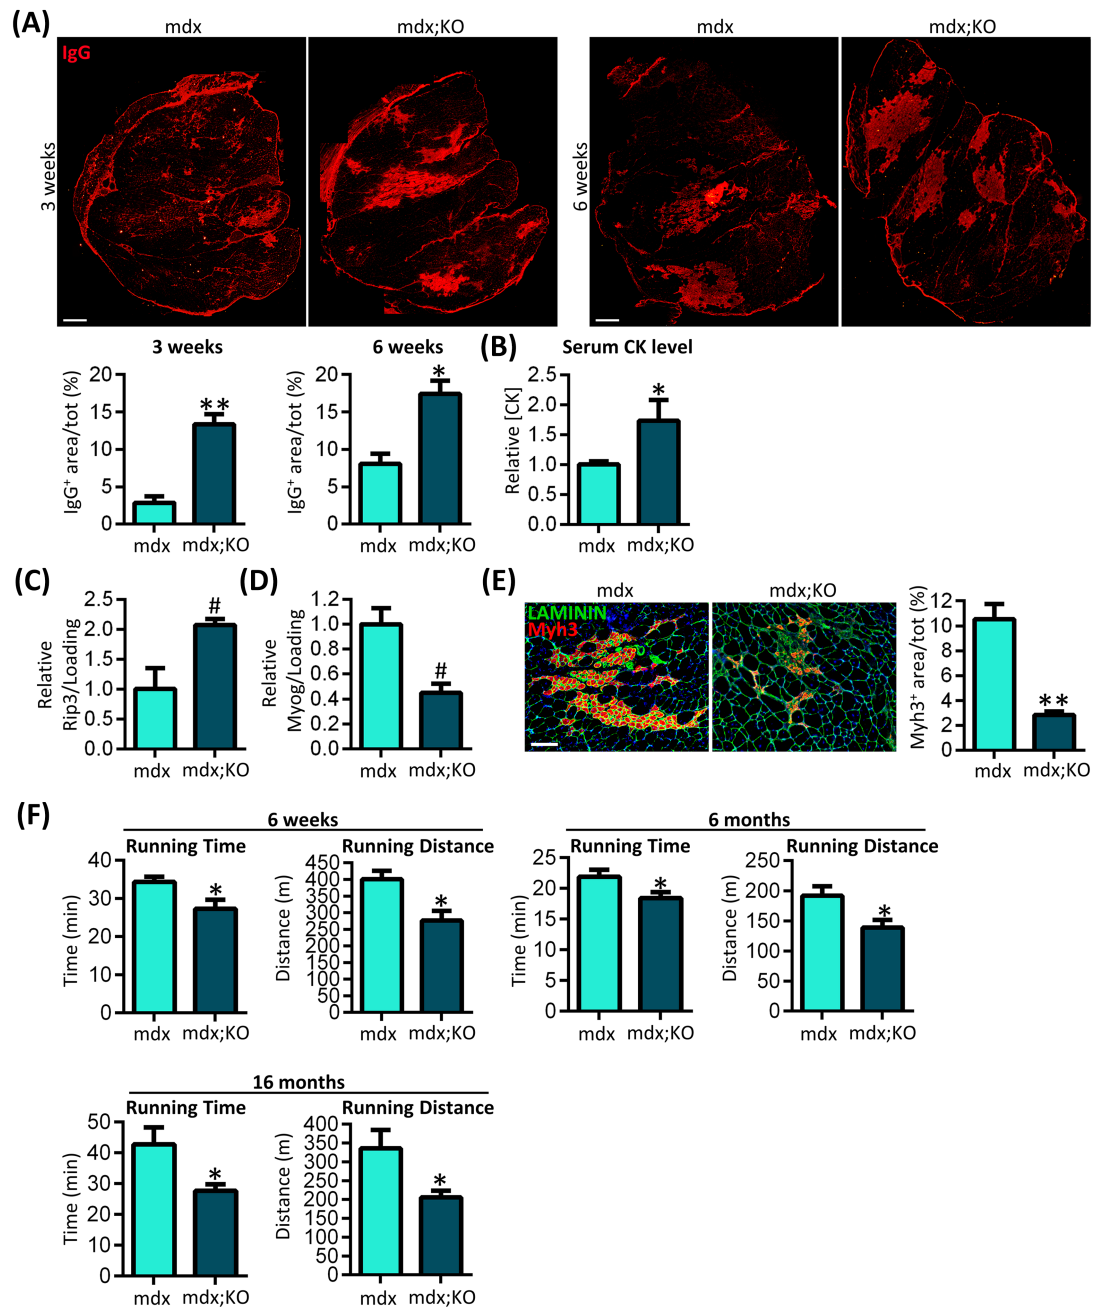 (A)
mdx
mdx;KO
mdx
mdx;KO
IgG
3 weeks
6 weeks
3 weeks
IgG⁺ area/tot (%)
20
15
10
5
0
**
mdx
mdx;KO
6 weeks
IgG⁺ area/tot (%)
20
15
10
5
0
*
mdx
mdx;KO
(B)
Serum CK level
Relative [CK]
2.5
2.0
1.5
1.0
0.5
0.0
*
mdx
mdx;KO
(C)
Relative
Rip3/Loading
2.5
2.0
1.5
1.0
0.5
0.0
#
mdx
mdx;KO
(D)
Relative
Myog/Loading
1.2
1.0
0.8
0.6
0.4
0.2
0.0
#
mdx
mdx;KO
(E)
mdx
mdx;KO
LAMININ
Myh3
Myh3⁺ area/tot (%)
12
10
8
6
4
2
0
**
mdx
mdx;KO
(F)
6 weeks
Running Time
Time (min)
40
30
20
10
0
*
mdx
mdx;KO
Running Distance
Distance (m)
450
400
350
300
250
200
150
100
50
0
*
mdx
mdx;KO
6 months
Running Time
Time (min)
25
20
15
10
5
0
*
mdx
mdx;KO
Running Distance
Distance (m)
250
200
150
100
50
0
*
mdx
mdx;KO
16 months
Running Time
Time (min)
50
40
30
20
10
0
*
mdx
mdx;KO
Running Distance
Distance (m)
400
350
300
250
200
150
100
50
0
*
mdx
mdx;KO